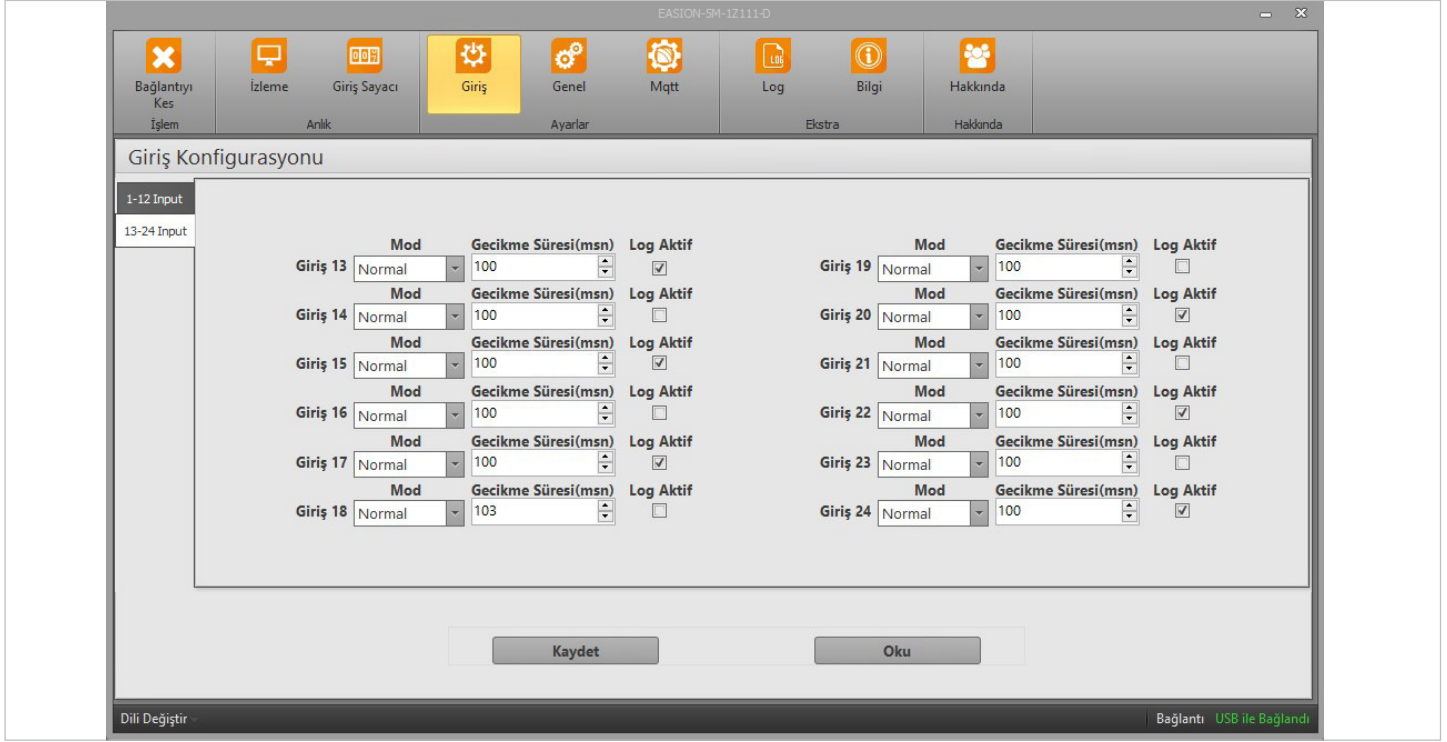 EASION-5M-1Z111-D
Bağlantıyı Kes
İzleme
Giriş Sayacı
Giriş
Genel
Mqtt
Log
Bilgi
Hakkında
İşlem
Anlık
Ayarlar
Ekstra
Hakkında
Giriş Konfigurasyonu
1-12 Input
13-24 Input
Mod Gecikme Süresi(msn) Log Aktif
Giriş 13 Normal 100
Mod Gecikme Süresi(msn) Log Aktif
Giriş 14 Normal 100
Mod Gecikme Süresi(msn) Log Aktif
Giriş 15 Normal 100
Mod Gecikme Süresi(msn) Log Aktif
Giriş 16 Normal 100
Mod Gecikme Süresi(msn) Log Aktif
Giriş 17 Normal 100
Mod Gecikme Süresi(msn) Log Aktif
Giriş 18 Normal 103
Mod Gecikme Süresi(msn) Log Aktif
Giriş 19 Normal 100
Mod Gecikme Süresi(msn) Log Aktif
Giriş 20 Normal 100
Mod Gecikme Süresi(msn) Log Aktif
Giriş 21 Normal 100
Mod Gecikme Süresi(msn) Log Aktif
Giriş 22 Normal 100
Mod Gecikme Süresi(msn) Log Aktif
Giriş 23 Normal 100
Mod Gecikme Süresi(msn) Log Aktif
Giriş 24 Normal 100
Kaydet
Oku
Dili Değiştir
Bağlantı USB ile Bağlandı